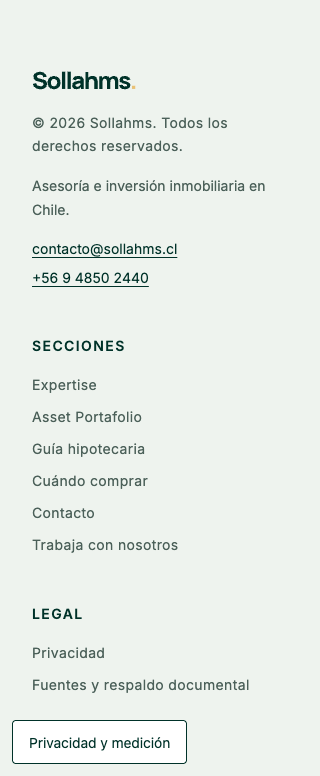 Sollahms.
© 2026 Sollahms. Todos los
derechos reservados.
Asesoría e inversión inmobiliaria en
Chile.
contacto@sollahms.cl
+56 9 4850 2440
SECCIONES
Expertise
Asset Portafolio
Guía hipotecaria
Cuándo comprar
Contacto
Trabaja con nosotros
LEGAL
Privacidad
Fuentes y respaldo documental
Privacidad y medición